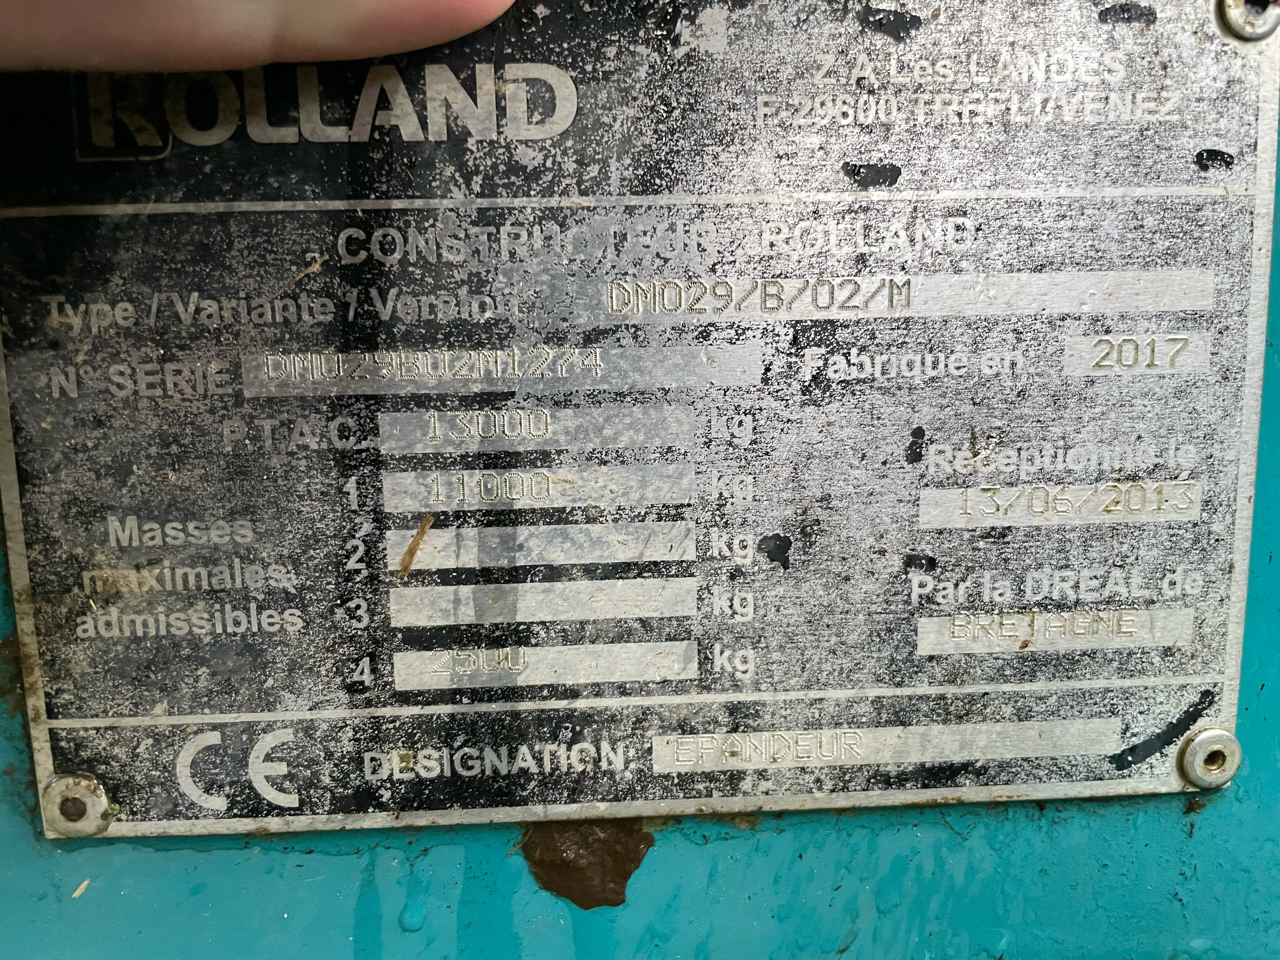 ROLLAND
Z.A Les LANDES
F-29800 TREFLEVENEZ
CONSTRUCTEUR ROLLAND
Type / Variante / Version DM029/B/02/M
N° SERIE DM029B02M1274 Fabriqué en 2017
P.T.A.C. 13000 kg
Réceptionné le
1 11000 kg
13/06/2013
Masses maximales admissibles
2 kg
Par la DREAL de
3 kg
BRETAGNE
4 2500 kg
CE DESIGNATION: EPANDEUR